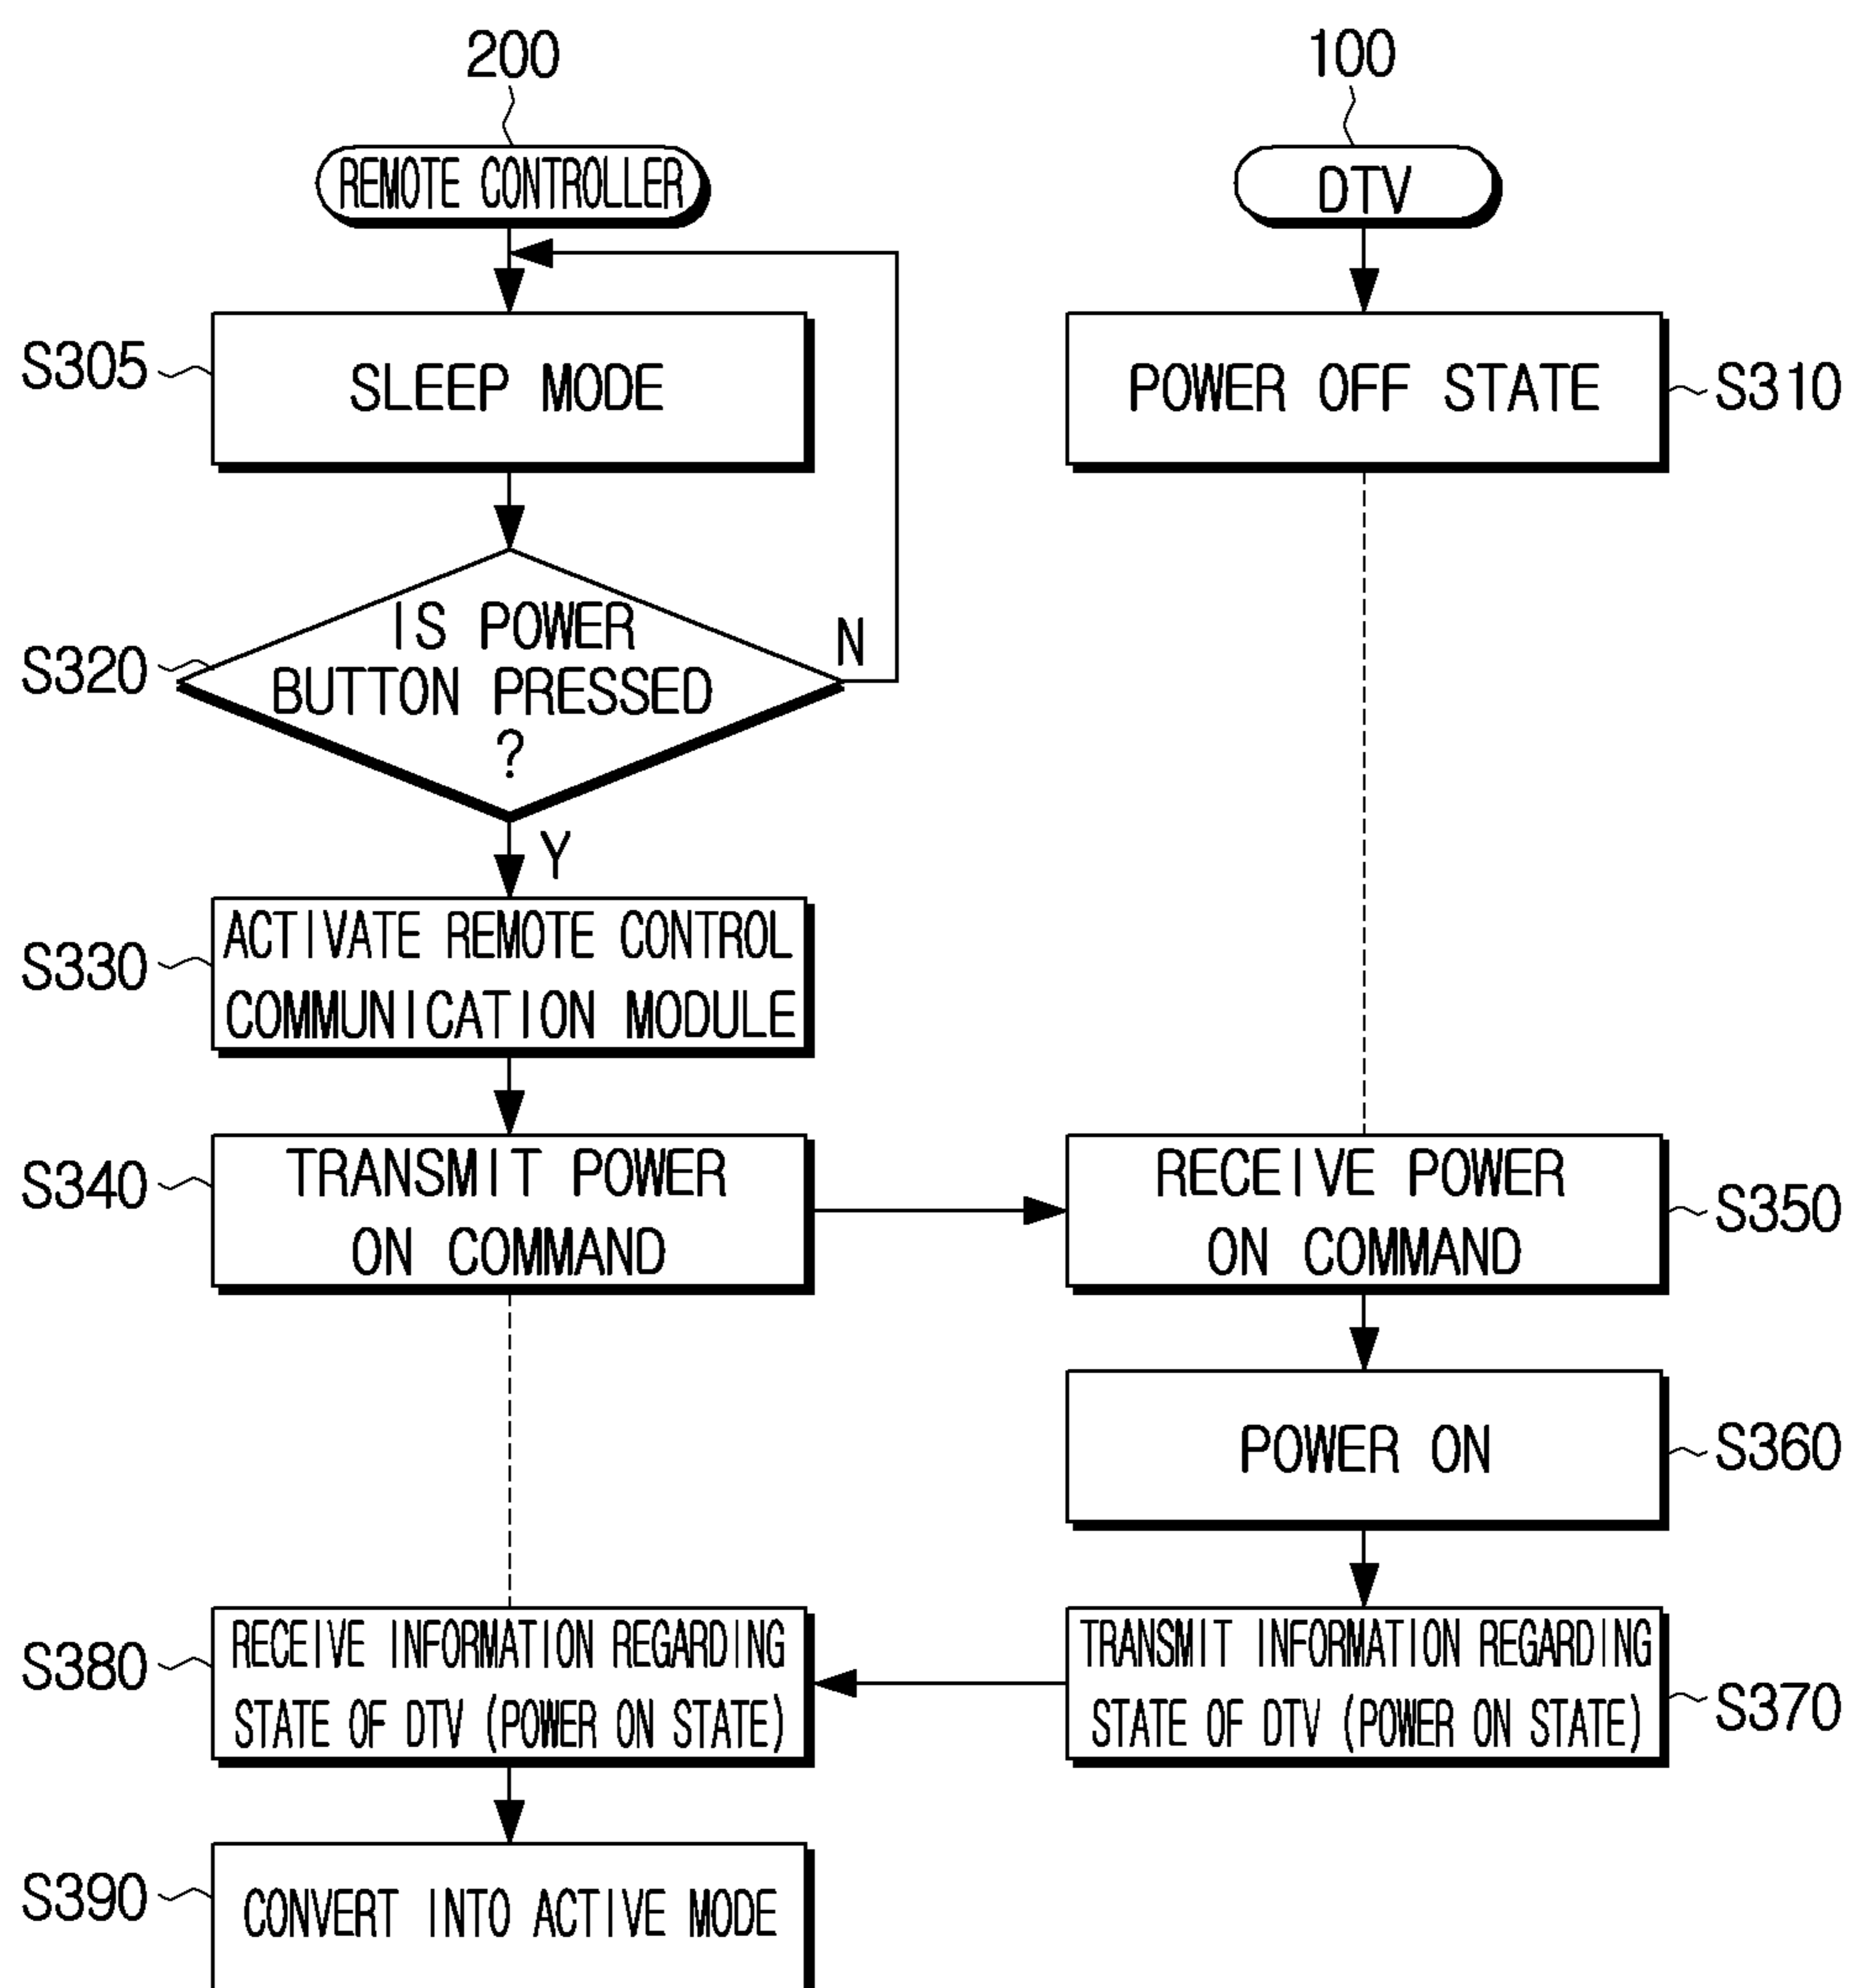 200
100
REMOTE CONTROLLER
DTV
S305
SLEEP MODE
POWER OFF STATE
S310
S320
IS POWER
BUTTON PRESSED
?
N
Y
S330
ACTIVATE REMOTE CONTROL
COMMUNICATION MODULE
S340
TRANSMIT POWER
ON COMMAND
RECEIVE POWER
ON COMMAND
S350
POWER ON
S360
S380
RECEIVE INFORMATION REGARDING
STATE OF DTV (POWER ON STATE)
TRANSMIT INFORMATION REGARDING
STATE OF DTV (POWER ON STATE)
S370
S390
CONVERT INTO ACTIVE MODE